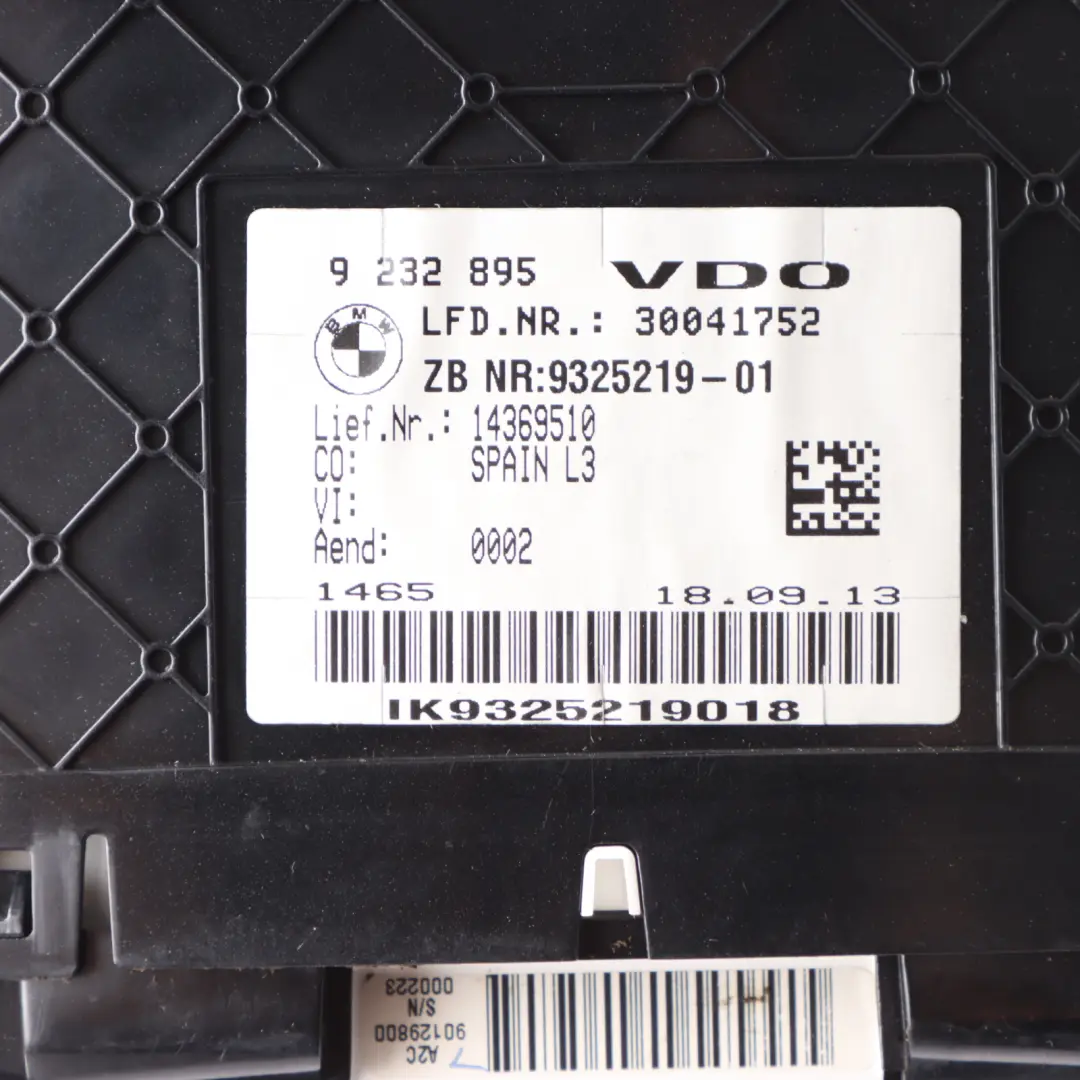 9 232 895 VDO
BMW
LFD.NR.: 30041752
ZB NR:9325219-01
Lief.Nr.: 14369510
CO: SPAIN L3
VI:
Aend: 0002
1465 18.09.13
IK9325219018
A2C
90129800
S/N
000223